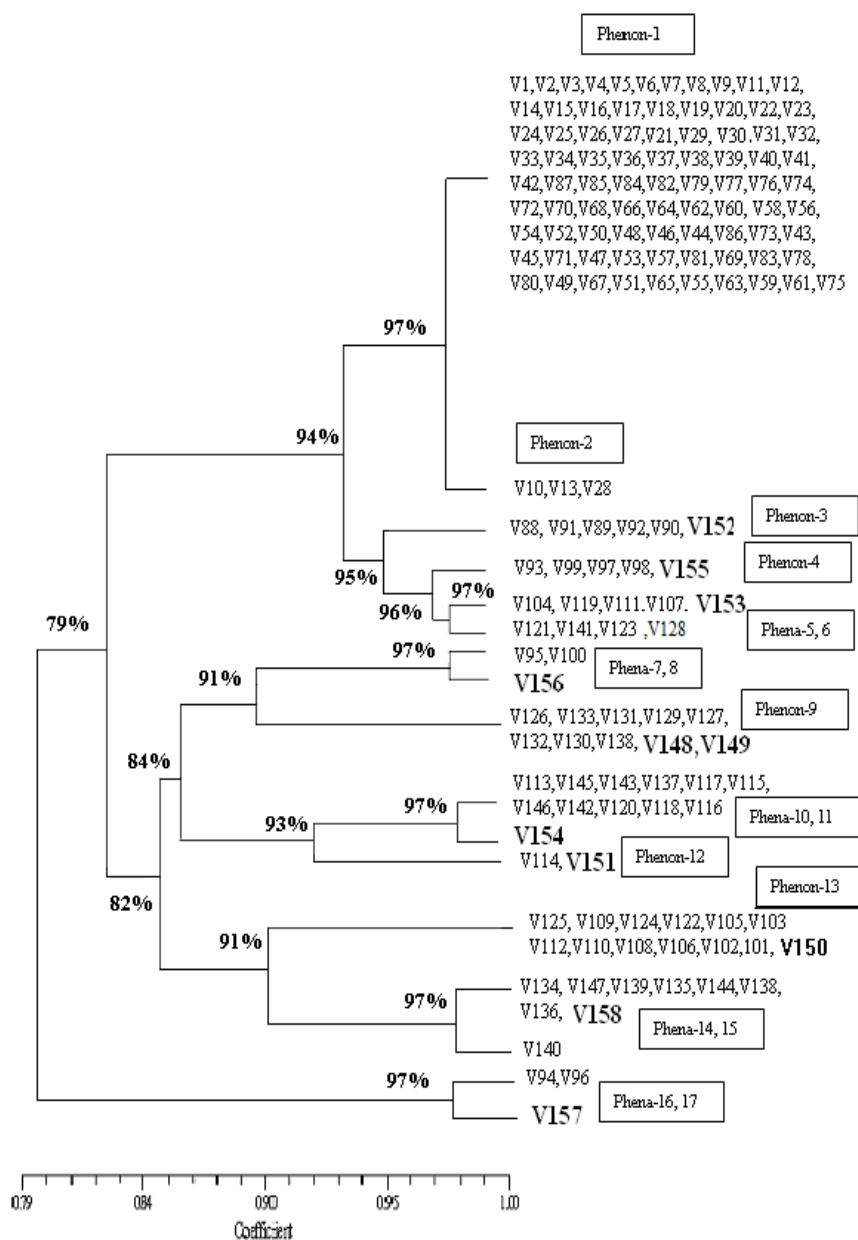 Phenon-1
V1,V2,V3,V4,V5,V6,V7,V8,V9,V11,V12,
V14,V15,V16,V17,V18,V19,V20,V22,V23,
V24,V25,V26,V27,V21,V29, V30.V31,V32,
V33,V34,V35,V36,V37,V38,V39,V40,V41,
V42,V87,V85,V84,V82,V79,V77,V76,V74,
V72,V70,V68,V66,V64,V62,V60, V58,V56,
V54,V52,V50,V48,V46,V44,V86,V73,V43,
V45,V71,V47,V53,V57,V81,V69,V83,V78,
V80,V49,V67,V51,V65,V55,V63,V59,V61,V75
97%
94%
Phenon-2
V10,V13,V28
V88, V91,V89,V92,V90, V152
Phenon-3
95%
V93, V99,V97,V98, V155
Phenon-4
96%
97%
V104, V119,V111.V107. V153
V121,V141,V123 ,V128
Phena-5, 6
79%
97%
V95,V100
V156
Phena-7, 8
91%
V126, V133,V131,V129,V127,
V132,V130,V138, V148,V149
Phenon-9
84%
V113,V145,V143,V137,V117,V115,
V146,V142,V120,V118,V116
V154
Phena-10, 11
97%
93%
V114, V151
Phenon-12
Phenon-13
82%
91%
V125, V109,V124,V122,V105,V103
V112,V110,V108,V106,V102,101, V150
97%
V134, V147,V139,V135,V144,V138,
V136, V158
Phena-14, 15
V140
97%
V94,V96
V157
Phena-16, 17
0.79 0.84 0.90 0.95 1.00
Coefficient